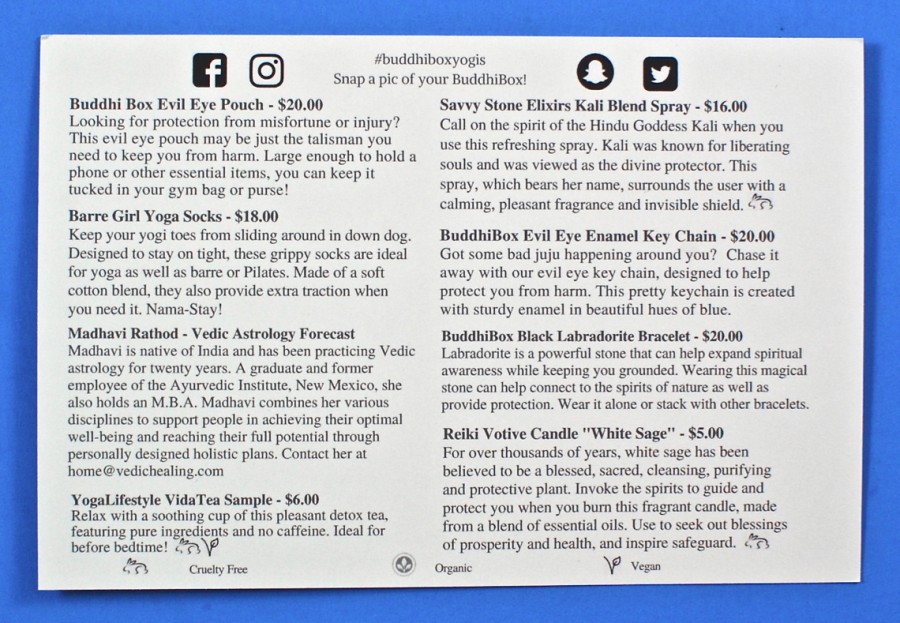 #buddhiboxyogis
Snap a pic of your BuddhiBox!
Buddhi Box Evil Eye Pouch - $20.00
Looking for protection from misfortune or injury?
This evil eye pouch may be just the talisman you
need to keep you from harm. Large enough to hold a
phone or other essential items, you can keep it
tucked in your gym bag or purse!
Barre Girl Yoga Socks - $18.00
Keep your yogi toes from sliding around in down dog.
Designed to stay on tight, these grippy socks are ideal
for yoga as well as barre or Pilates. Made of a soft
cotton blend, they also provide extra traction when
you need it. Nama-Stay!
Madhavi Rathod - Vedic Astrology Forecast
Madhavi is native of India and has been practicing Vedic
astrology for twenty years. A graduate and former
employee of the Ayurvedic Institute, New Mexico, she
also holds an M.B.A. Madhavi combines her various
disciplines to support people in achieving their optimal
well-being and reaching their full potential through
personally designed holistic plans. Contact her at
home@vedichealing.com
YogaLifestyle VidaTea Sample - $6.00
Relax with a soothing cup of this pleasant detox tea,
featuring pure ingredients and no caffeine. Ideal for
before bedtime!
Savvy Stone Elixirs Kali Blend Spray - $16.00
Call on the spirit of the Hindu Goddess Kali when you
use this refreshing spray. Kali was known for liberating
souls and was viewed as the divine protector. This
spray, which bears her name, surrounds the user with a
calming, pleasant fragrance and invisible shield.
BuddhiBox Evil Eye Enamel Key Chain - $20.00
Got some bad juju happening around you? Chase it
away with our evil eye key chain, designed to help
protect you from harm. This pretty keychain is created
with sturdy enamel in beautiful hues of blue.
BuddhiBox Black Labradorite Bracelet - $20.00
Labradorite is a powerful stone that can help expand spiritual
awareness while keeping you grounded. Wearing this magical
stone can help connect to the spirits of nature as well as
provide protection. Wear it alone or stack with other bracelets.
Reiki Votive Candle "White Sage" - $5.00
For over thousands of years, white sage has been
believed to be a blessed, sacred, cleansing, purifying
and protective plant. Invoke the spirits to guide and
protect you when you burn this fragrant candle, made
from a blend of essential oils. Use to seek out blessings
of prosperity and health, and inspire safeguard.
Cruelty Free
Organic
Vegan